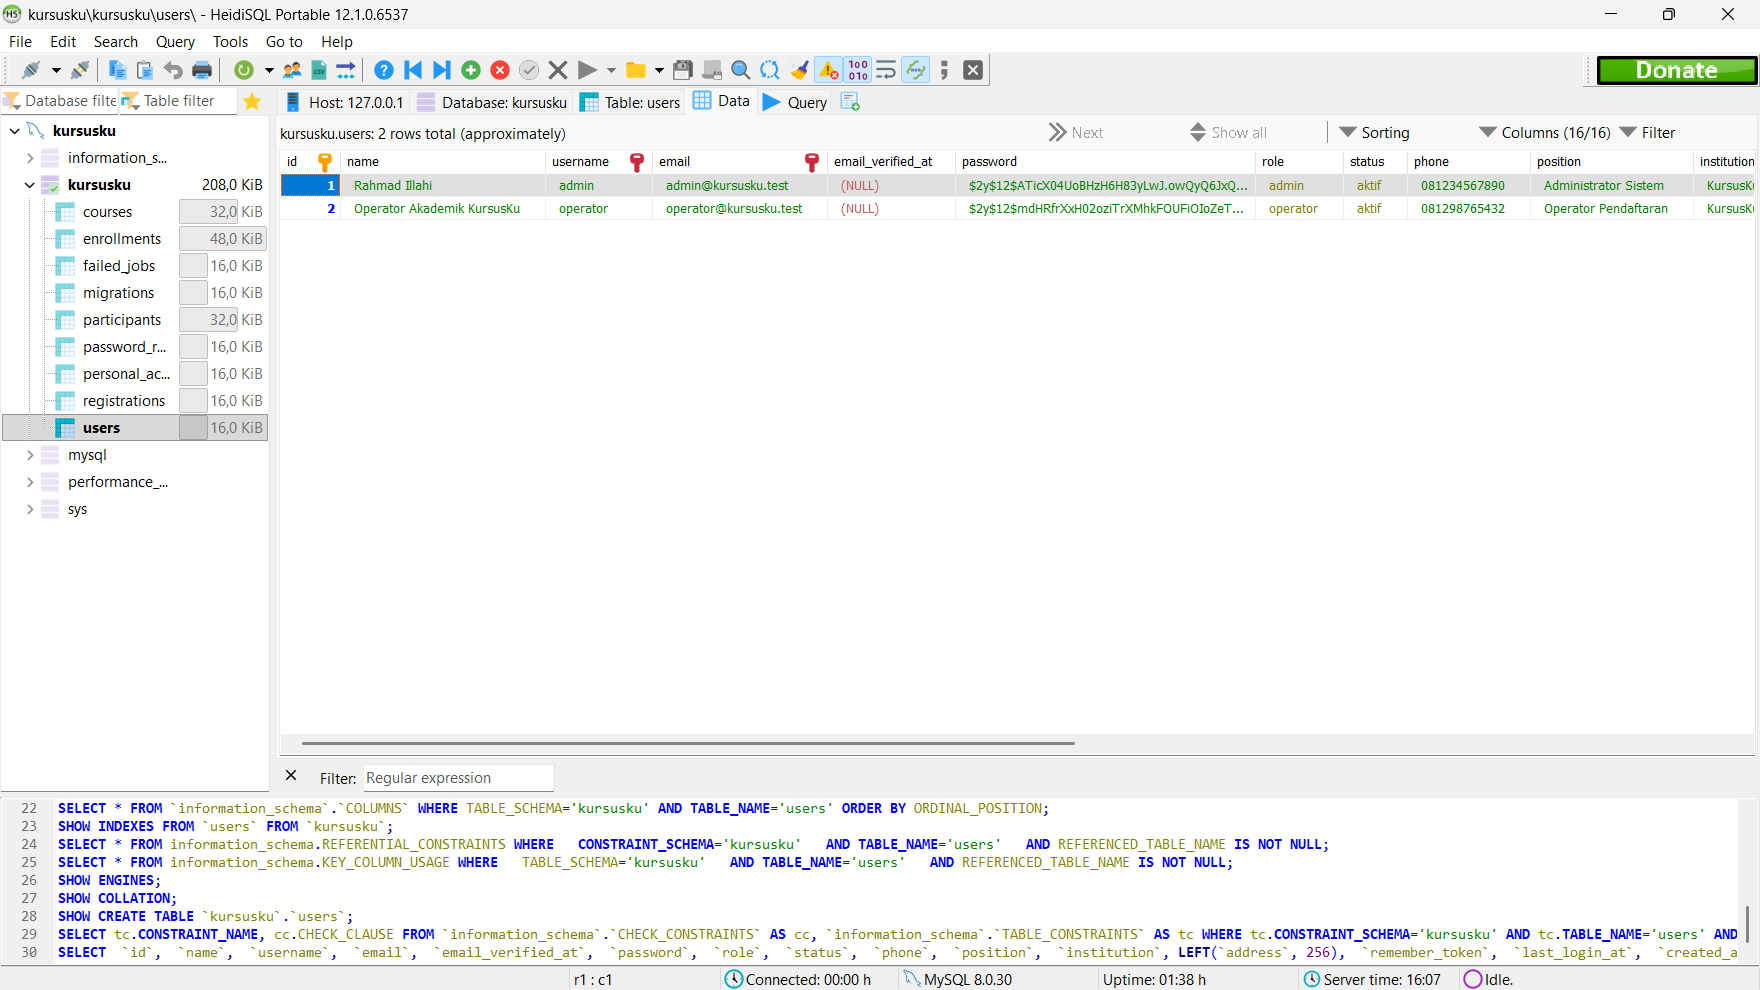 kursusku\kursusku\users\ - HeidiSQL Portable 12.1.0.6537
File Edit Search Query Tools Go to Help
Donate
Database filte Table filter
Host: 127.0.0.1 Database: kursusku Table: users Data Query
kursusku
information_s...
kursusku 208,0 KiB
courses 32,0 KiB
enrollments 48,0 KiB
failed_jobs 16,0 KiB
migrations 16,0 KiB
participants 32,0 KiB
password_r... 16,0 KiB
personal_ac... 16,0 KiB
registrations 16,0 KiB
users 16,0 KiB
mysql
performance_...
sys
kursusku.users: 2 rows total (approximately) Next Show all Sorting Columns (16/16) Filter
id name username email email_verified_at password role status phone position institution
1 Rahmad Illahi admin admin@kursusku.test (NULL) $2y$12$ATicX04UoBHzH6H83yLwJ.owQyQ6JxQ... admin aktif 081234567890 Administrator Sistem KursusK
2 Operator Akademik KursusKu operator operator@kursusku.test (NULL) $2y$12$mdHRfrXxH02oziTrXMhkFOUFiOIoZeT... operator aktif 081298765432 Operator Pendaftaran KursusK
Filter: Regular expression
22 SELECT * FROM `information_schema`.`COLUMNS` WHERE TABLE_SCHEMA='kursusku' AND TABLE_NAME='users' ORDER BY ORDINAL_POSITION;
23 SHOW INDEXES FROM `users` FROM `kursusku`;
24 SELECT * FROM information_schema.REFERENTIAL_CONSTRAINTS WHERE CONSTRAINT_SCHEMA='kursusku' AND TABLE_NAME='users' AND REFERENCED_TABLE_NAME IS NOT NULL;
25 SELECT * FROM information_schema.KEY_COLUMN_USAGE WHERE TABLE_SCHEMA='kursusku' AND TABLE_NAME='users' AND REFERENCED_TABLE_NAME IS NOT NULL;
26 SHOW ENGINES;
27 SHOW COLLATION;
28 SHOW CREATE TABLE `kursusku`.`users`;
29 SELECT tc.CONSTRAINT_NAME, cc.CHECK_CLAUSE FROM `information_schema`.`CHECK_CONSTRAINTS` AS cc, `information_schema`.`TABLE_CONSTRAINTS` AS tc WHERE tc.CONSTRAINT_SCHEMA='kursusku' AND tc.TABLE_NAME='users' AND
30 SELECT `id`, `name`, `username`, `email`, `email_verified_at`, `password`, `role`, `status`, `phone`, `position`, `institution`, LEFT(`address`, 256), `remember_token`, `last_login_at`, `created_a
r1 : c1 Connected: 00:00 h MySQL 8.0.30 Uptime: 01:38 h Server time: 16:07 Idle.